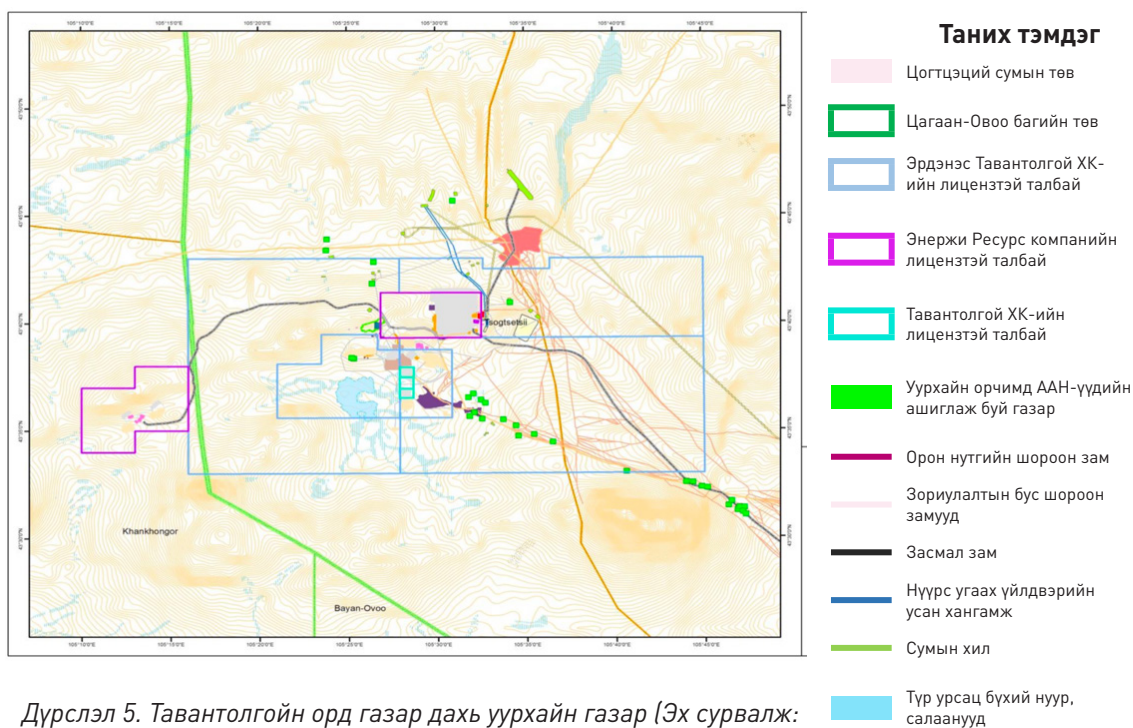 Таних тэмдэг
Цогтцэций сумын төв
Цагаан-Овоо багийн төв
Эрдэнэс Тавантолгой ХК-
ийн лицензтэй талбай
Энержи Ресурс компанийн
лицензтэй талбай
Тавантолгой ХК-ийн
лицензтэй талбай
Уурхайн орчимд ААН-үүдийн
ашиглаж буй газар
Орон нутгийн шороон зам
Зориулалтын бус шороон
замууд
Засмал зам
Нүүрс угаах үйлдвэрийн
усан хангамж
Сумын хил
Түр урсац бүхий нуур,
салаанууд
Tsogtsetsii
Khankhongor
Bayan-Ovoo
Дүрслэл 5. Тавантолгойн орд газар дахь уурхайн газар (Эх сурвалж: